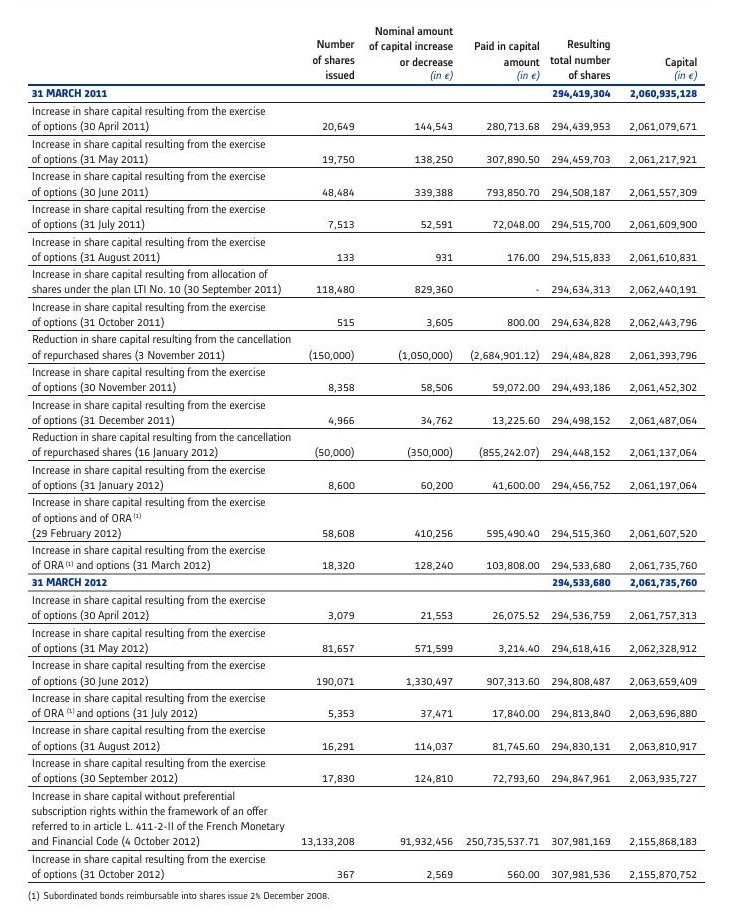 Number of shares issued Nominal amount of capital increase or decrease (in €) Paid in capital amount (in €) Resulting total number of shares Capital (in €)
31 MARCH 2011 294,419,304 2,060,935,128
Increase in share capital resulting from the exercise
of options (30 April 2011) 20,649 144,543 280,713.68 294,439,953 2,061,079,671
Increase in share capital resulting from the exercise
of options (31 May 2011) 19,750 138,250 307,890.50 294,459,703 2,061,217,921
Increase in share capital resulting from the exercise
of options (30 June 2011) 48,484 339,388 793,850.70 294,508,187 2,061,557,309
Increase in share capital resulting from the exercise
of options (31 July 2011) 7,513 52,591 72,048.00 294,515,700 2,061,609,900
Increase in share capital resulting from the exercise
of options (31 August 2011) 133 931 176.00 294,515,833 2,061,610,831
Increase in share capital resulting from allocation of
shares under the plan LTI No. 10 (30 September 2011) 118,480 829,360 - 294,634,313 2,062,440,191
Increase in share capital resulting from the exercise
of options (31 October 2011) 515 3,605 800.00 294,634,828 2,062,443,796
Reduction in share capital resulting from the cancellation
of repurchased shares (3 November 2011) (150,000) (1,050,000) (2,684,901.12) 294,484,828 2,061,393,796
Increase in share capital resulting from the exercise
of options (30 November 2011) 8,358 58,506 59,072.00 294,493,186 2,061,452,302
Increase in share capital resulting from the exercise
of options (31 December 2011) 4,966 34,762 13,225.60 294,498,152 2,061,487,064
Reduction in share capital resulting from the cancellation
of repurchased shares (16 January 2012) (50,000) (350,000) (855,242.07) 294,448,152 2,061,137,064
Increase in share capital resulting from the exercise
of options (31 January 2012) 8,600 60,200 41,600.00 294,456,752 2,061,197,064
Increase in share capital resulting from the exercise
of options and of ORA (1)
(29 February 2012) 58,608 410,256 595,490.40 294,515,360 2,061,607,520
Increase in share capital resulting from the exercise
of ORA (1) and options (31 March 2012) 18,320 128,240 103,808.00 294,533,680 2,061,735,760
31 MARCH 2012 294,533,680 2,061,735,760
Increase in share capital resulting from the exercise
of options (30 April 2012) 3,079 21,553 26,075.52 294,536,759 2,061,757,313
Increase in share capital resulting from the exercise
of options (31 May 2012) 81,657 571,599 3,214.40 294,618,416 2,062,328,912
Increase in share capital resulting from the exercise
of options (30 June 2012) 190,071 1,330,497 907,313.60 294,808,487 2,063,659,409
Increase in share capital resulting from the exercise
of ORA (1) and options (31 July 2012) 5,353 37,471 17,840.00 294,813,840 2,063,696,880
Increase in share capital resulting from the exercise
of options (31 August 2012) 16,291 114,037 81,745.60 294,830,131 2,063,810,917
Increase in share capital resulting from the exercise
of options (30 September 2012) 17,830 124,810 72,793,60 294,847,961 2,063,935,727
Increase in share capital without preferential
subscription rights within the framework of an offer
referred to in article L. 411-2-II of the French Monetary
and Financial Code (4 October 2012) 13,133,208 91,932,456 250,735,537.71 307,981,169 2,155,868,183
Increase in share capital resulting from the exercise
of options (31 October 2012) 367 2,569 560.00 307,981,536 2,155,870,752
(1) Subordinated bonds reimbursable into shares issue 2% December 2008.